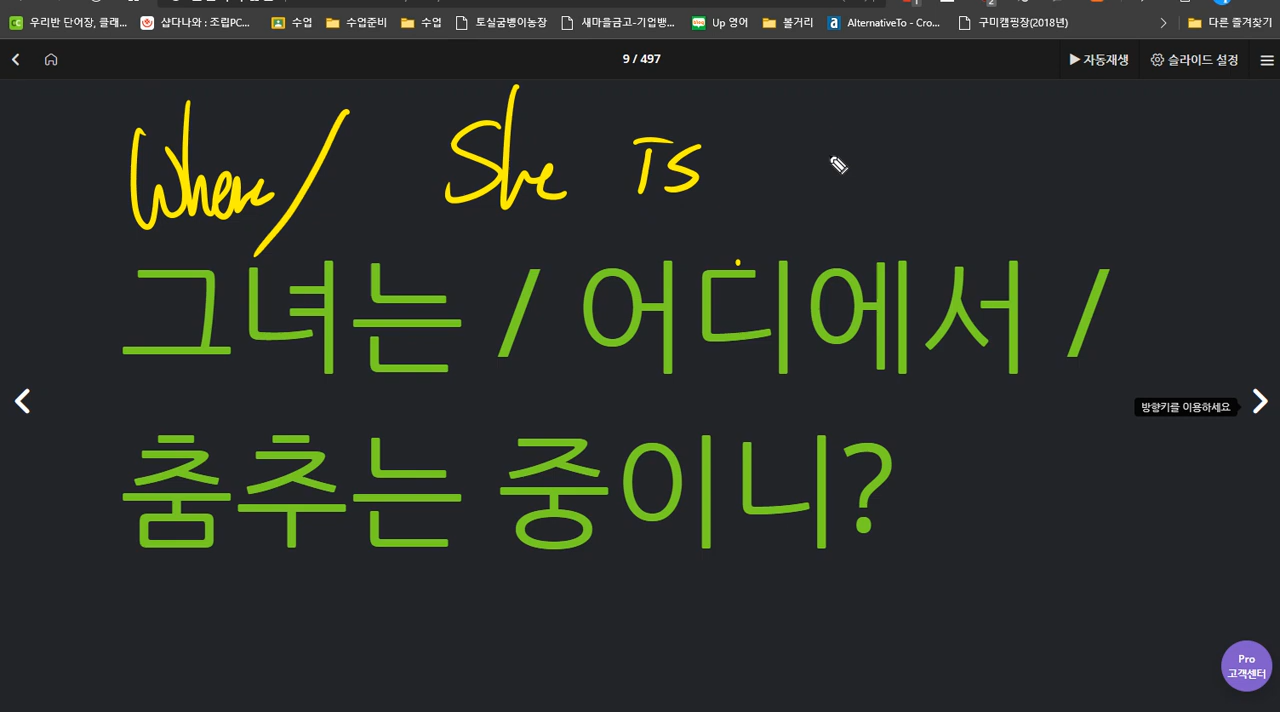 우리반 단어장, 클래...
샵다나와 : 조립PC...
수업
수업준비
수업
토실굼벵이농장
새마을금고-기업뱅...
Up 영어
볼거리
AlternativeTo - Cro...
구미캠핑장(2018년)
다른 즐겨찾기
9 / 497
▶ 자동재생
슬라이드 설정
Where/ She is
그녀는 / 어디에서 /
춤추는 중이니?
방향키를 이용하세요
Pro
고객센터